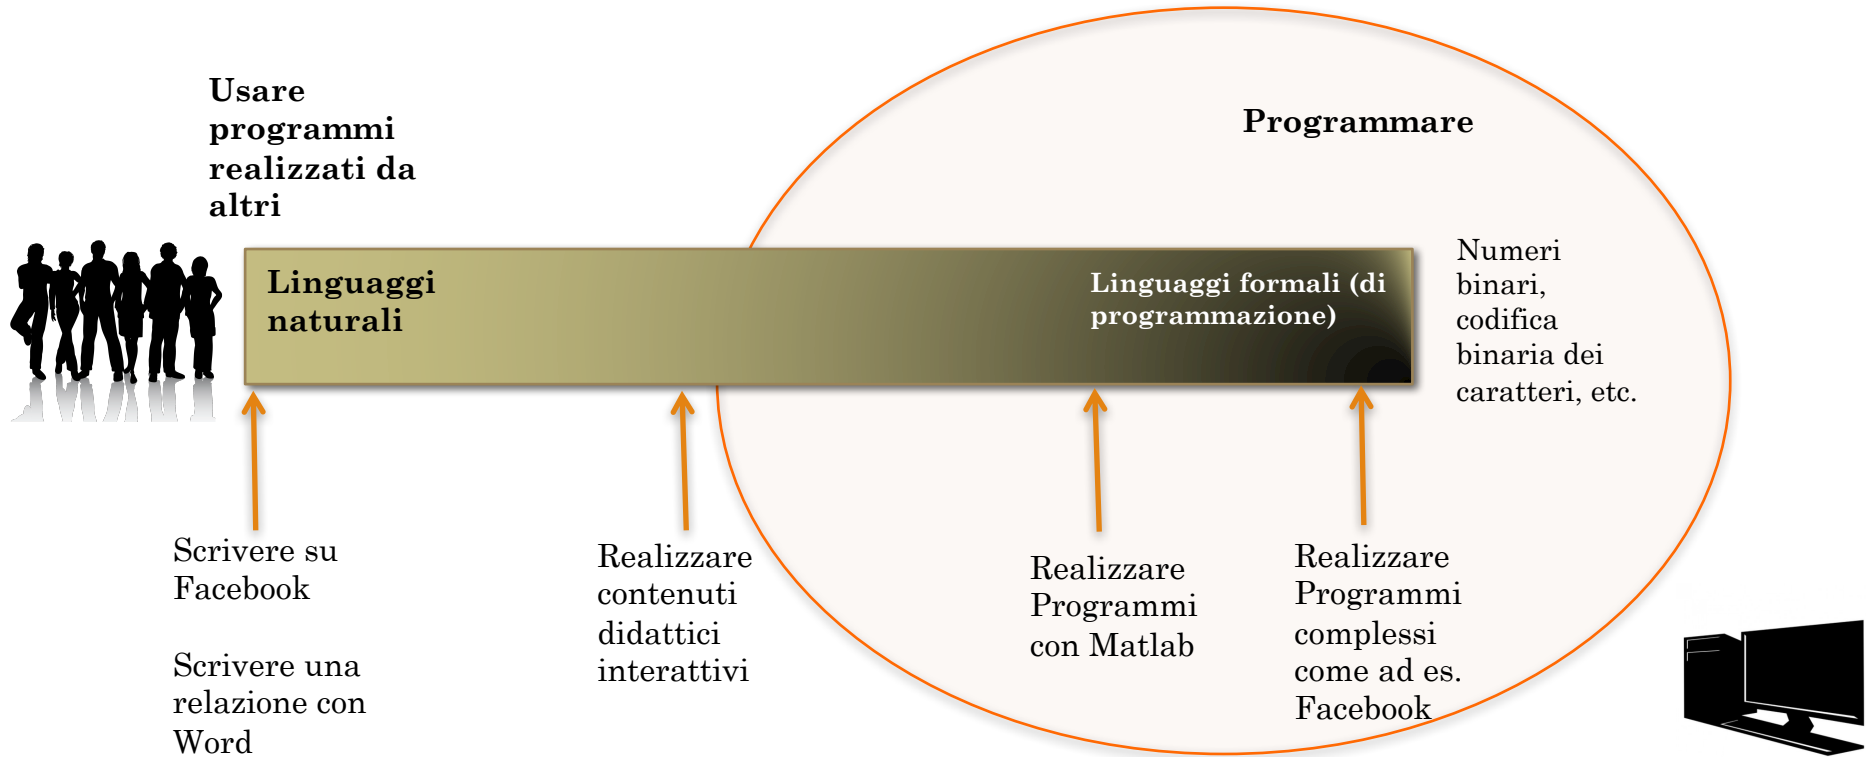 Usare
programmi
realizzati da
altri
Programmare
Linguaggi
naturali
Linguaggi formali (di
programmazione)
Numeri
binari,
codifica
binaria dei
caratteri, etc.
Scrivere su
Facebook
Scrivere una
relazione con
Word
Realizzare
contenuti
didattici
interattivi
Realizzare
Programmi
con Matlab
Realizzare
Programmi
complessi
come ad es.
Facebook